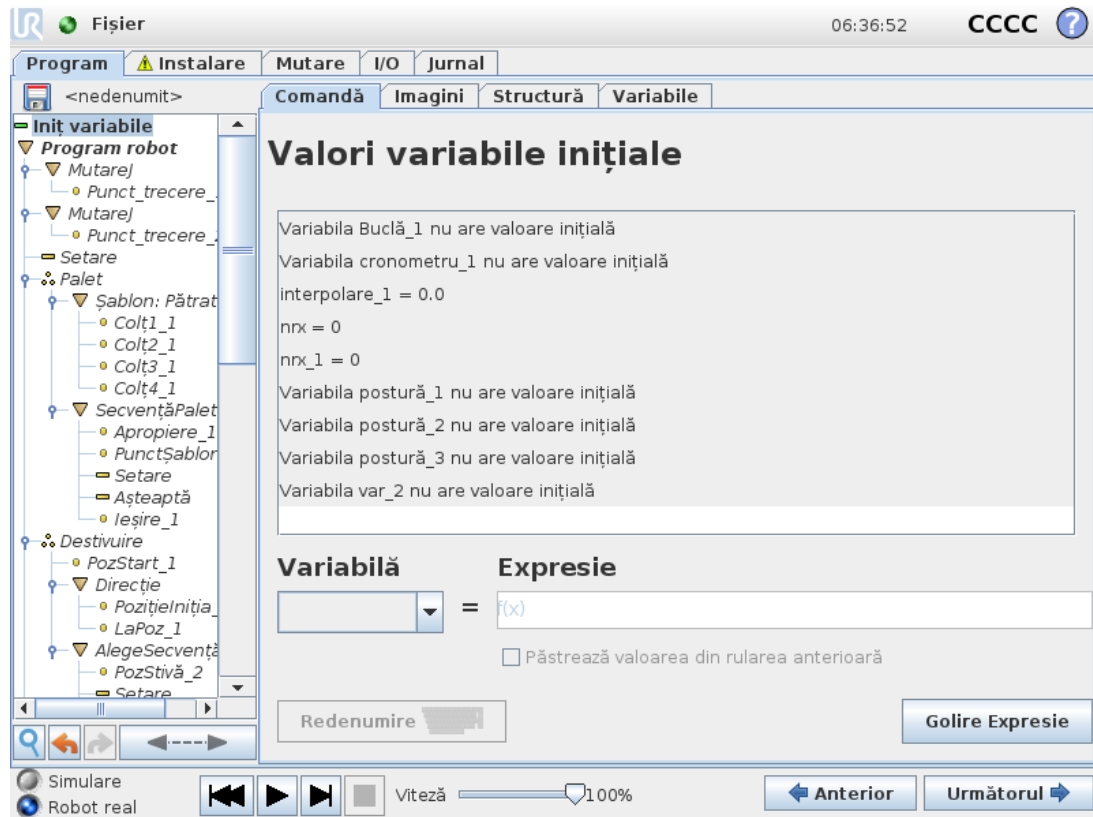 UR Fișier 06:36:52 CCCC ?
Program Instalare Mutare I/O Jurnal
<nedenumit> Comandă Imagini Structură Variabile
Iniț variabile
Program robot
MutareJ
Punct_trecere_
MutareJ
Punct_trecere_
Setare
Palet
Șablon: Pătrat
Colț1_1
Colț2_1
Colț3_1
Colț4_1
SecvențăPalet
Apropiere_1
PunctȘablon
Setare
Așteaptă
Ieșire_1
Destivuire
PozStart_1
Direcție
PozițieIniția_
LaPoz_1
AlegeSecvență
PozStivă_2
Setare
Valori variabile inițiale
Variabila Buclă_1 nu are valoare inițială
Variabila cronometru_1 nu are valoare inițială
interpolare_1 = 0.0
nrx = 0
nrx_1 = 0
Variabila postură_1 nu are valoare inițială
Variabila postură_2 nu are valoare inițială
Variabila postură_3 nu are valoare inițială
Variabila var_2 nu are valoare inițială
Variabilă Expresie
= f(x)
Păstrează valoarea din rularea anterioară
Redenumire Golire Expresie
Simulare
Robot real
Viteză 100% Anterior Următorul